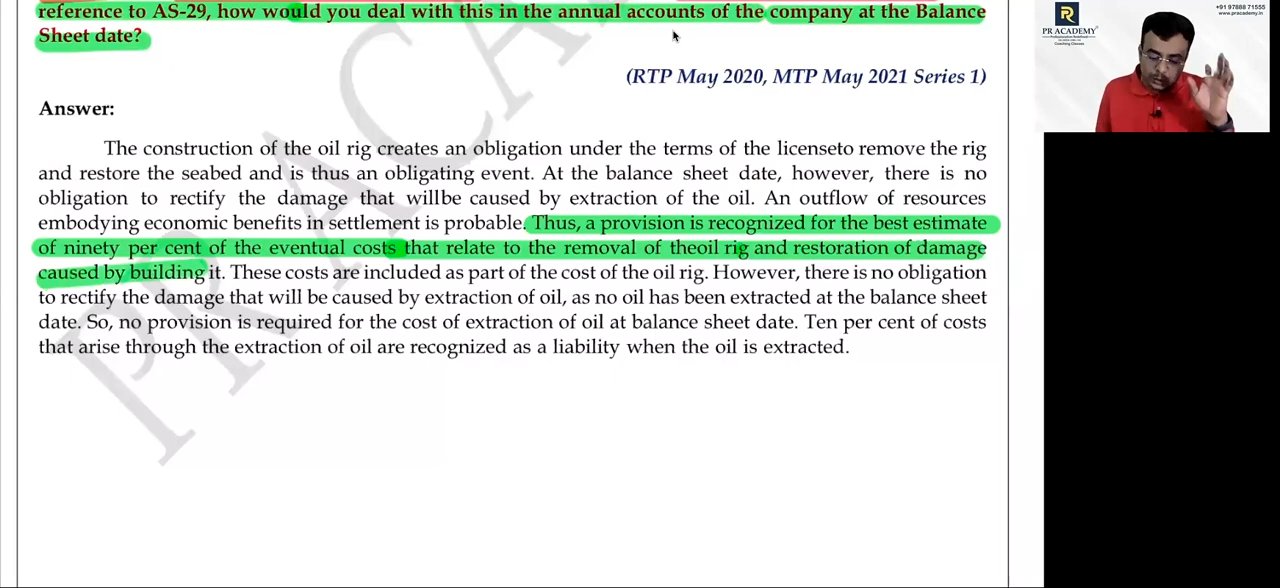 reference to AS-29, how would you deal with this in the annual accounts of the company at the Balance
Sheet date?
(RTP May 2020, MTP May 2021 Series 1)
Answer:
The construction of the oil rig creates an obligation under the terms of the licenseto remove the rig
and restore the seabed and is thus an obligating event. At the balance sheet date, however, there is no
obligation to rectify the damage that willbe caused by extraction of the oil. An outflow of resources
embodying economic benefits in settlement is probable. Thus, a provision is recognized for the best estimate
of ninety per cent of the eventual costs that relate to the removal of theoil rig and restoration of damage
caused by building it. These costs are included as part of the cost of the oil rig. However, there is no obligation
to rectify the damage that will be caused by extraction of oil, as no oil has been extracted at the balance sheet
date. So, no provision is required for the cost of extraction of oil at balance sheet date. Ten per cent of costs
that arise through the extraction of oil are recognized as a liability when the oil is extracted.
PR ACADEMY
Coaching Classes
+91 97888 71555
www.pracademy.in